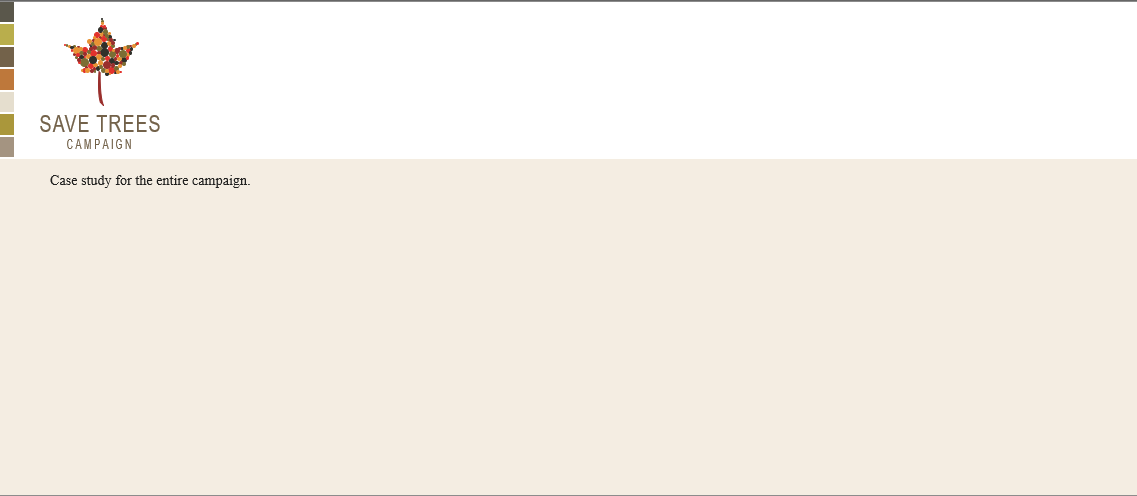 SAVE TREES
CAMPAIGN
Case study for the entire campaign.